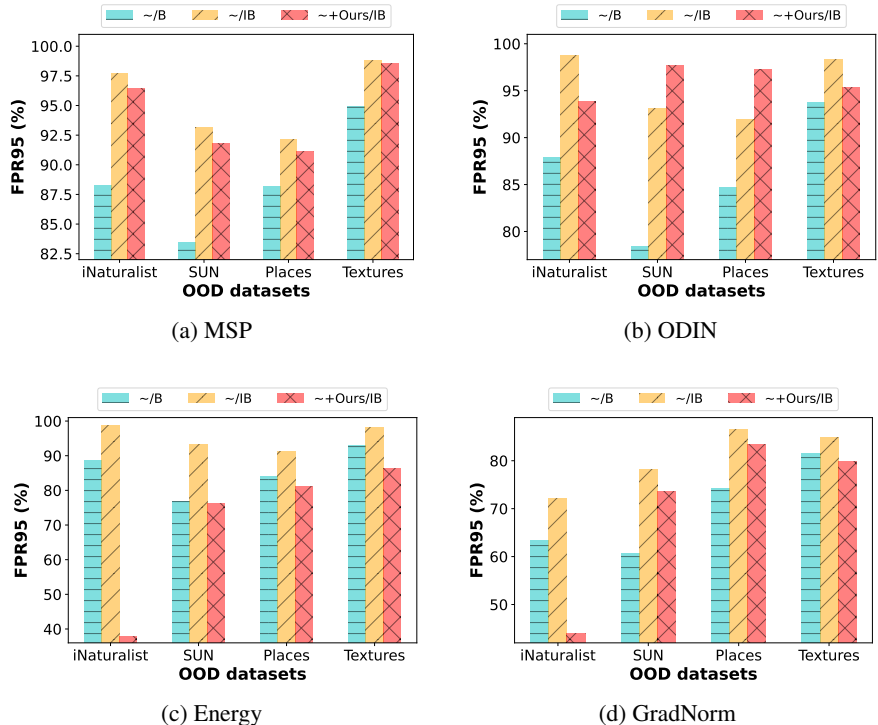 ~/B ~/IB ~+Ours/IB
FPR95 (%)
100.0
97.5
95.0
92.5
90.0
87.5
85.0
82.5
iNaturalist SUN Places Textures
OOD datasets
(a) MSP
~/B ~/IB ~+Ours/IB
FPR95 (%)
100
95
90
85
80
iNaturalist SUN Places Textures
OOD datasets
(b) ODIN
~/B ~/IB ~+Ours/IB
FPR95 (%)
100
90
80
70
60
50
40
iNaturalist SUN Places Textures
OOD datasets
(c) Energy
~/B ~/IB ~+Ours/IB
FPR95 (%)
80
70
60
50
iNaturalist SUN Places Textures
OOD datasets
(d) GradNorm